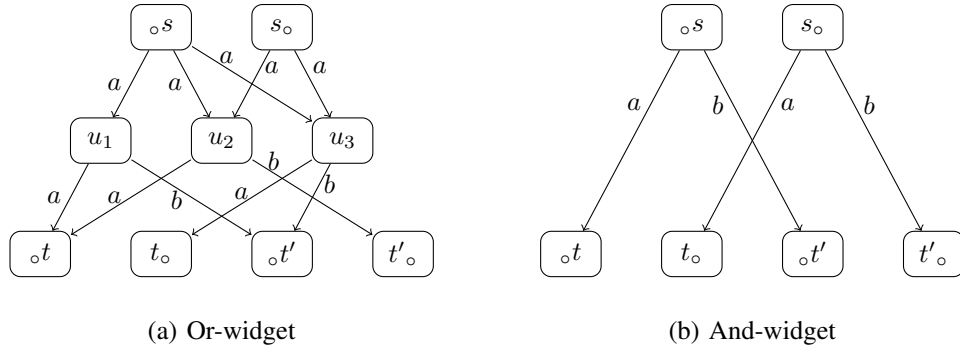 ∘s s∘ s∘ ∘s
a a a a a
u₁ u₂ u₃
a b a b
a a b a b b
∘t t∘ ∘t′ t′∘ ∘t t∘ ∘t′ t′∘
(a) Or-widget (b) And-widget